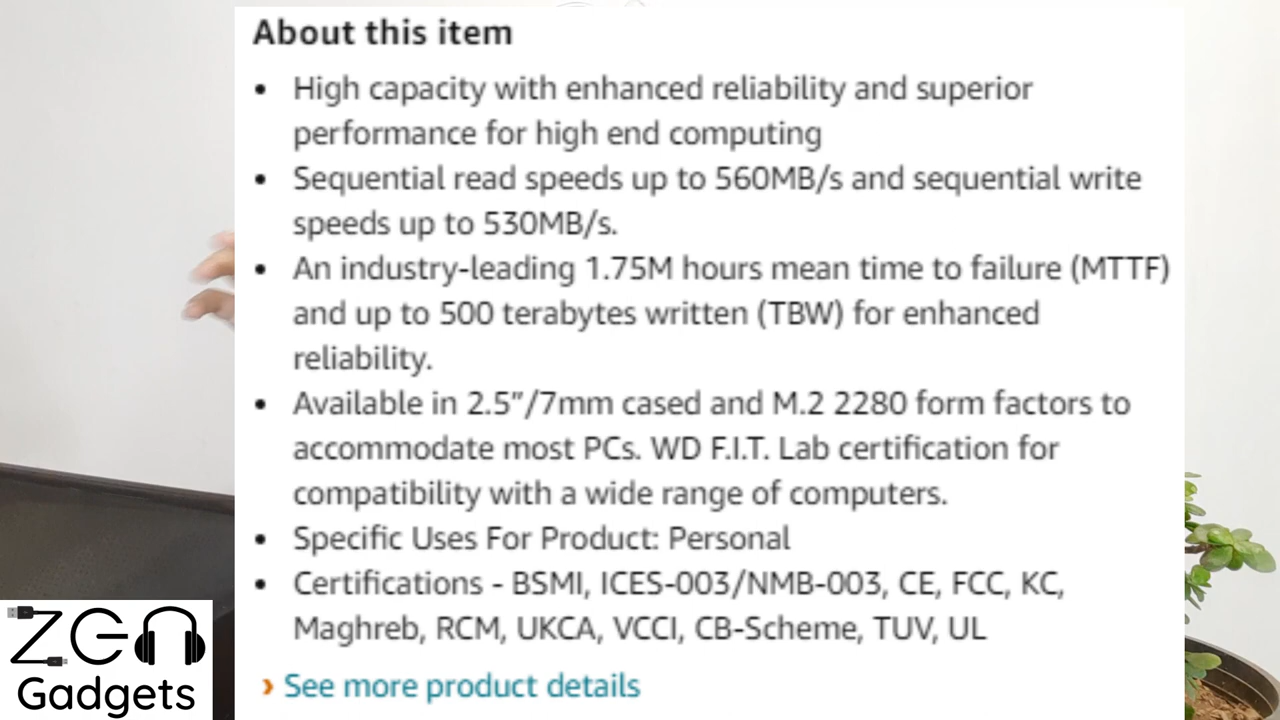 About this item
• High capacity with enhanced reliability and superior
performance for high end computing
• Sequential read speeds up to 560MB/s and sequential write
speeds up to 530MB/s.
• An industry-leading 1.75M hours mean time to failure (MTTF)
and up to 500 terabytes written (TBW) for enhanced
reliability.
• Available in 2.5”/7mm cased and M.2 2280 form factors to
accommodate most PCs. WD F.I.T. Lab certification for
compatibility with a wide range of computers.
• Specific Uses For Product: Personal
• Certifications - BSMI, ICES-003/NMB-003, CE, FCC, KC,
Maghreb, RCM, UKCA, VCCI, CB-Scheme, TUV, UL
› See more product details
ZGN
Gadgets